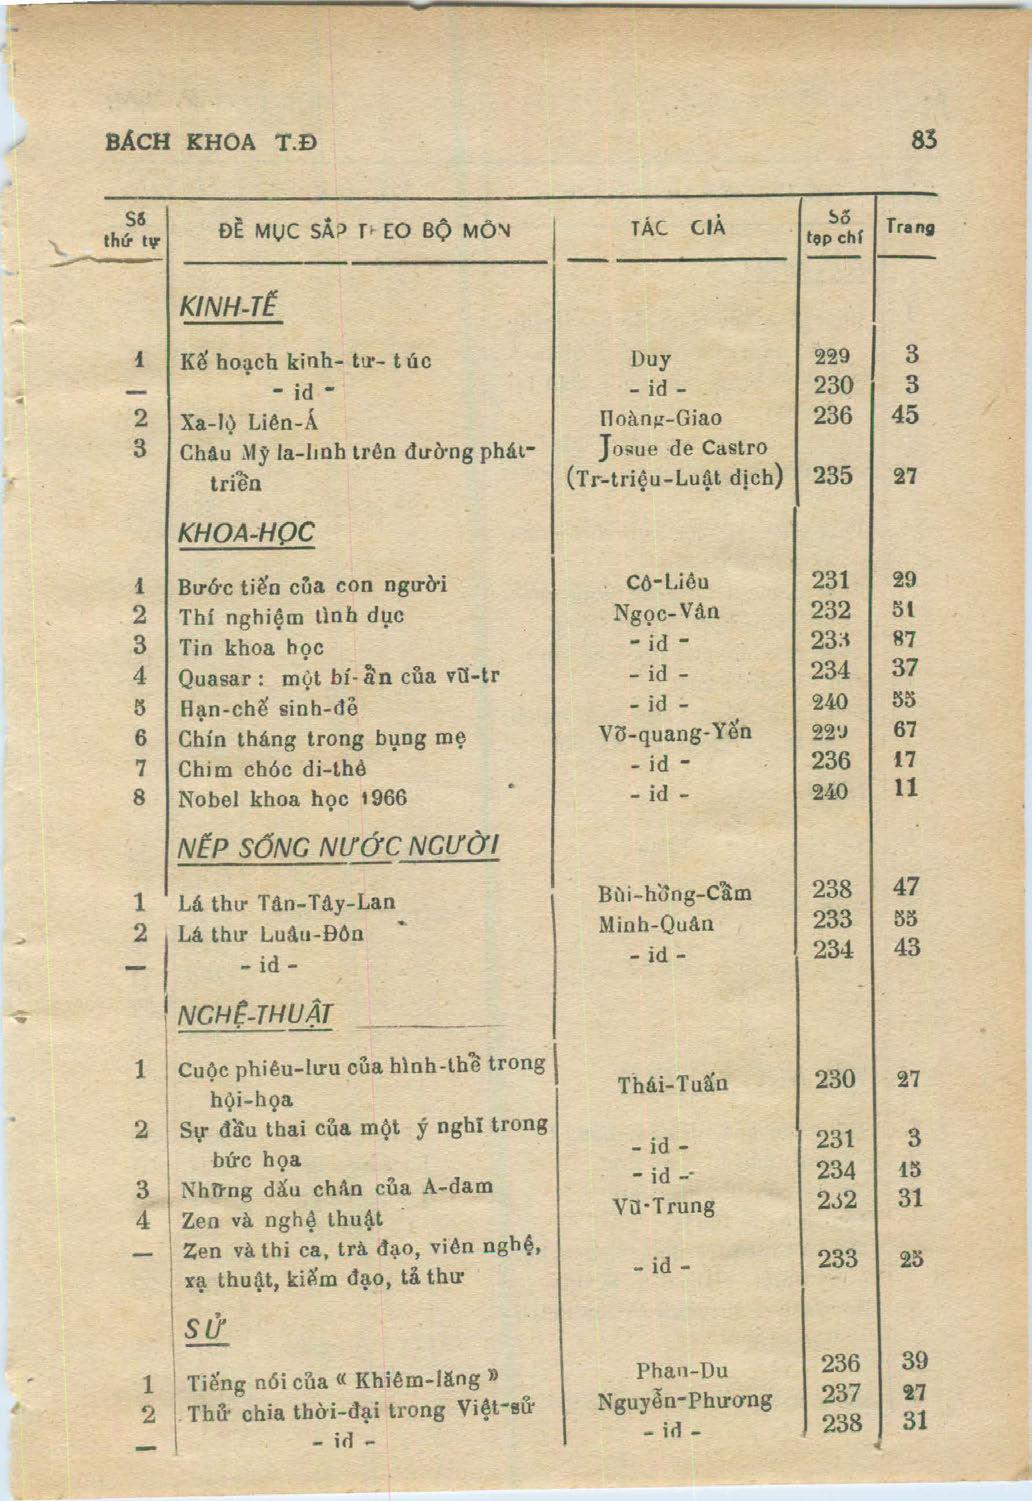 BÁCH KHOA T.Đ 83
Số thứ tự ĐỀ MỤC SẮP THEO BỘ MÔN TÁC GIẢ Số tạp chí Trang
KINH-TẾ
1 Kế hoạch kinh- tư- túc Duy 229 3
— - id - - id - 230 3
2 Xa-lộ Liên-Á Hoàng-Giao 236 45
3 Châu Mỹ la-linh trên đường phát- Josue de Castro
triển (Tr-triệu-Luật dịch) 235 27
KHOA-HỌC
1 Bước tiến của con người Cô-Liêu 231 29
2 Thí nghiệm tình dục Ngọc-Vân 232 51
3 Tin khoa học - id - 233 87
4 Quasar : một bí-ẩn của vũ-tr - id - 234 37
5 Hạn-chế sinh-đẻ - id - 240 55
6 Chín tháng trong bụng mẹ Võ-quang-Yến 229 67
7 Chim chóc di-thê - id - 236 17
8 Nobel khoa học 1966 - id - 240 11
NẾP SỐNG NƯỚC NGƯỜI
1 Lá thư Tân-Tây-Lan Bùi-hồng-Cẩm 238 47
2 Lá thư Luân-Đôn Minh-Quân 233 55
— - id - - id - 234 43
NGHỆ-THUẬT
1 Cuộc phiêu-lưu của hình-thể trong
hội-họa Thái-Tuấn 230 27
2 Sự đầu thai của một ý nghĩ trong
bức họa - id - 231 3
3 Những dấu chân của A-dam - id - 234 15
4 Zen và nghệ thuật Vũ-Trung 232 31
— Zen và thi ca, trà đạo, viên nghệ,
xạ thuật, kiếm đạo, tả thư - id - 233 25
SỬ
1 Tiếng nói của « Khiêm-lăng » Phan-Du 236 39
2 Thử chia thời-đại trong Việt-sử Nguyễn-Phương 237 27
— - id - - id - 238 31